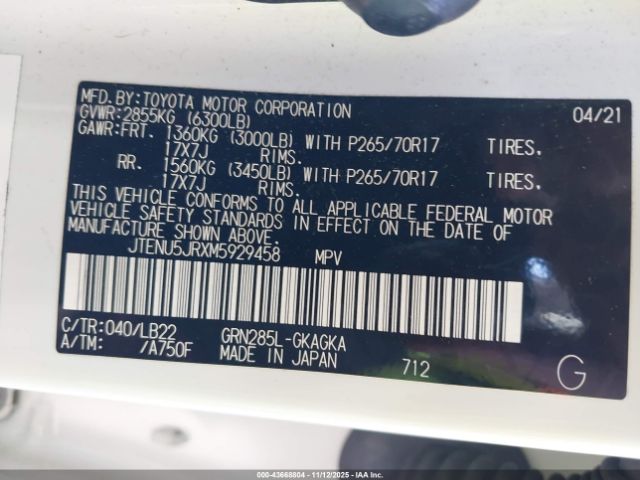 MFD.BY:TOYOTA MOTOR CORPORATION 04/21
GVWR:2855KG (6300LB)
GAWR:FRT. 1360KG (3000LB) WITH P265/70R17 TIRES.
17X7J RIMS.
RR. 1560KG (3450LB) WITH P265/70R17 TIRES.
17X7J RIMS.
THIS VEHICLE CONFORMS TO ALL APPLICABLE FEDERAL MOTOR
VEHICLE SAFETY STANDARDS IN EFFECT ON THE DATE OF
MANUFACTURE SHOWN ABOVE.
JTENU5JRXM5929458 MPV
C/TR:040/LB22 GRN285L-GKAGKA
A/TM: /A750F MADE IN JAPAN 712 G
000-43668804 - 11/12/2025 - IAA Inc.